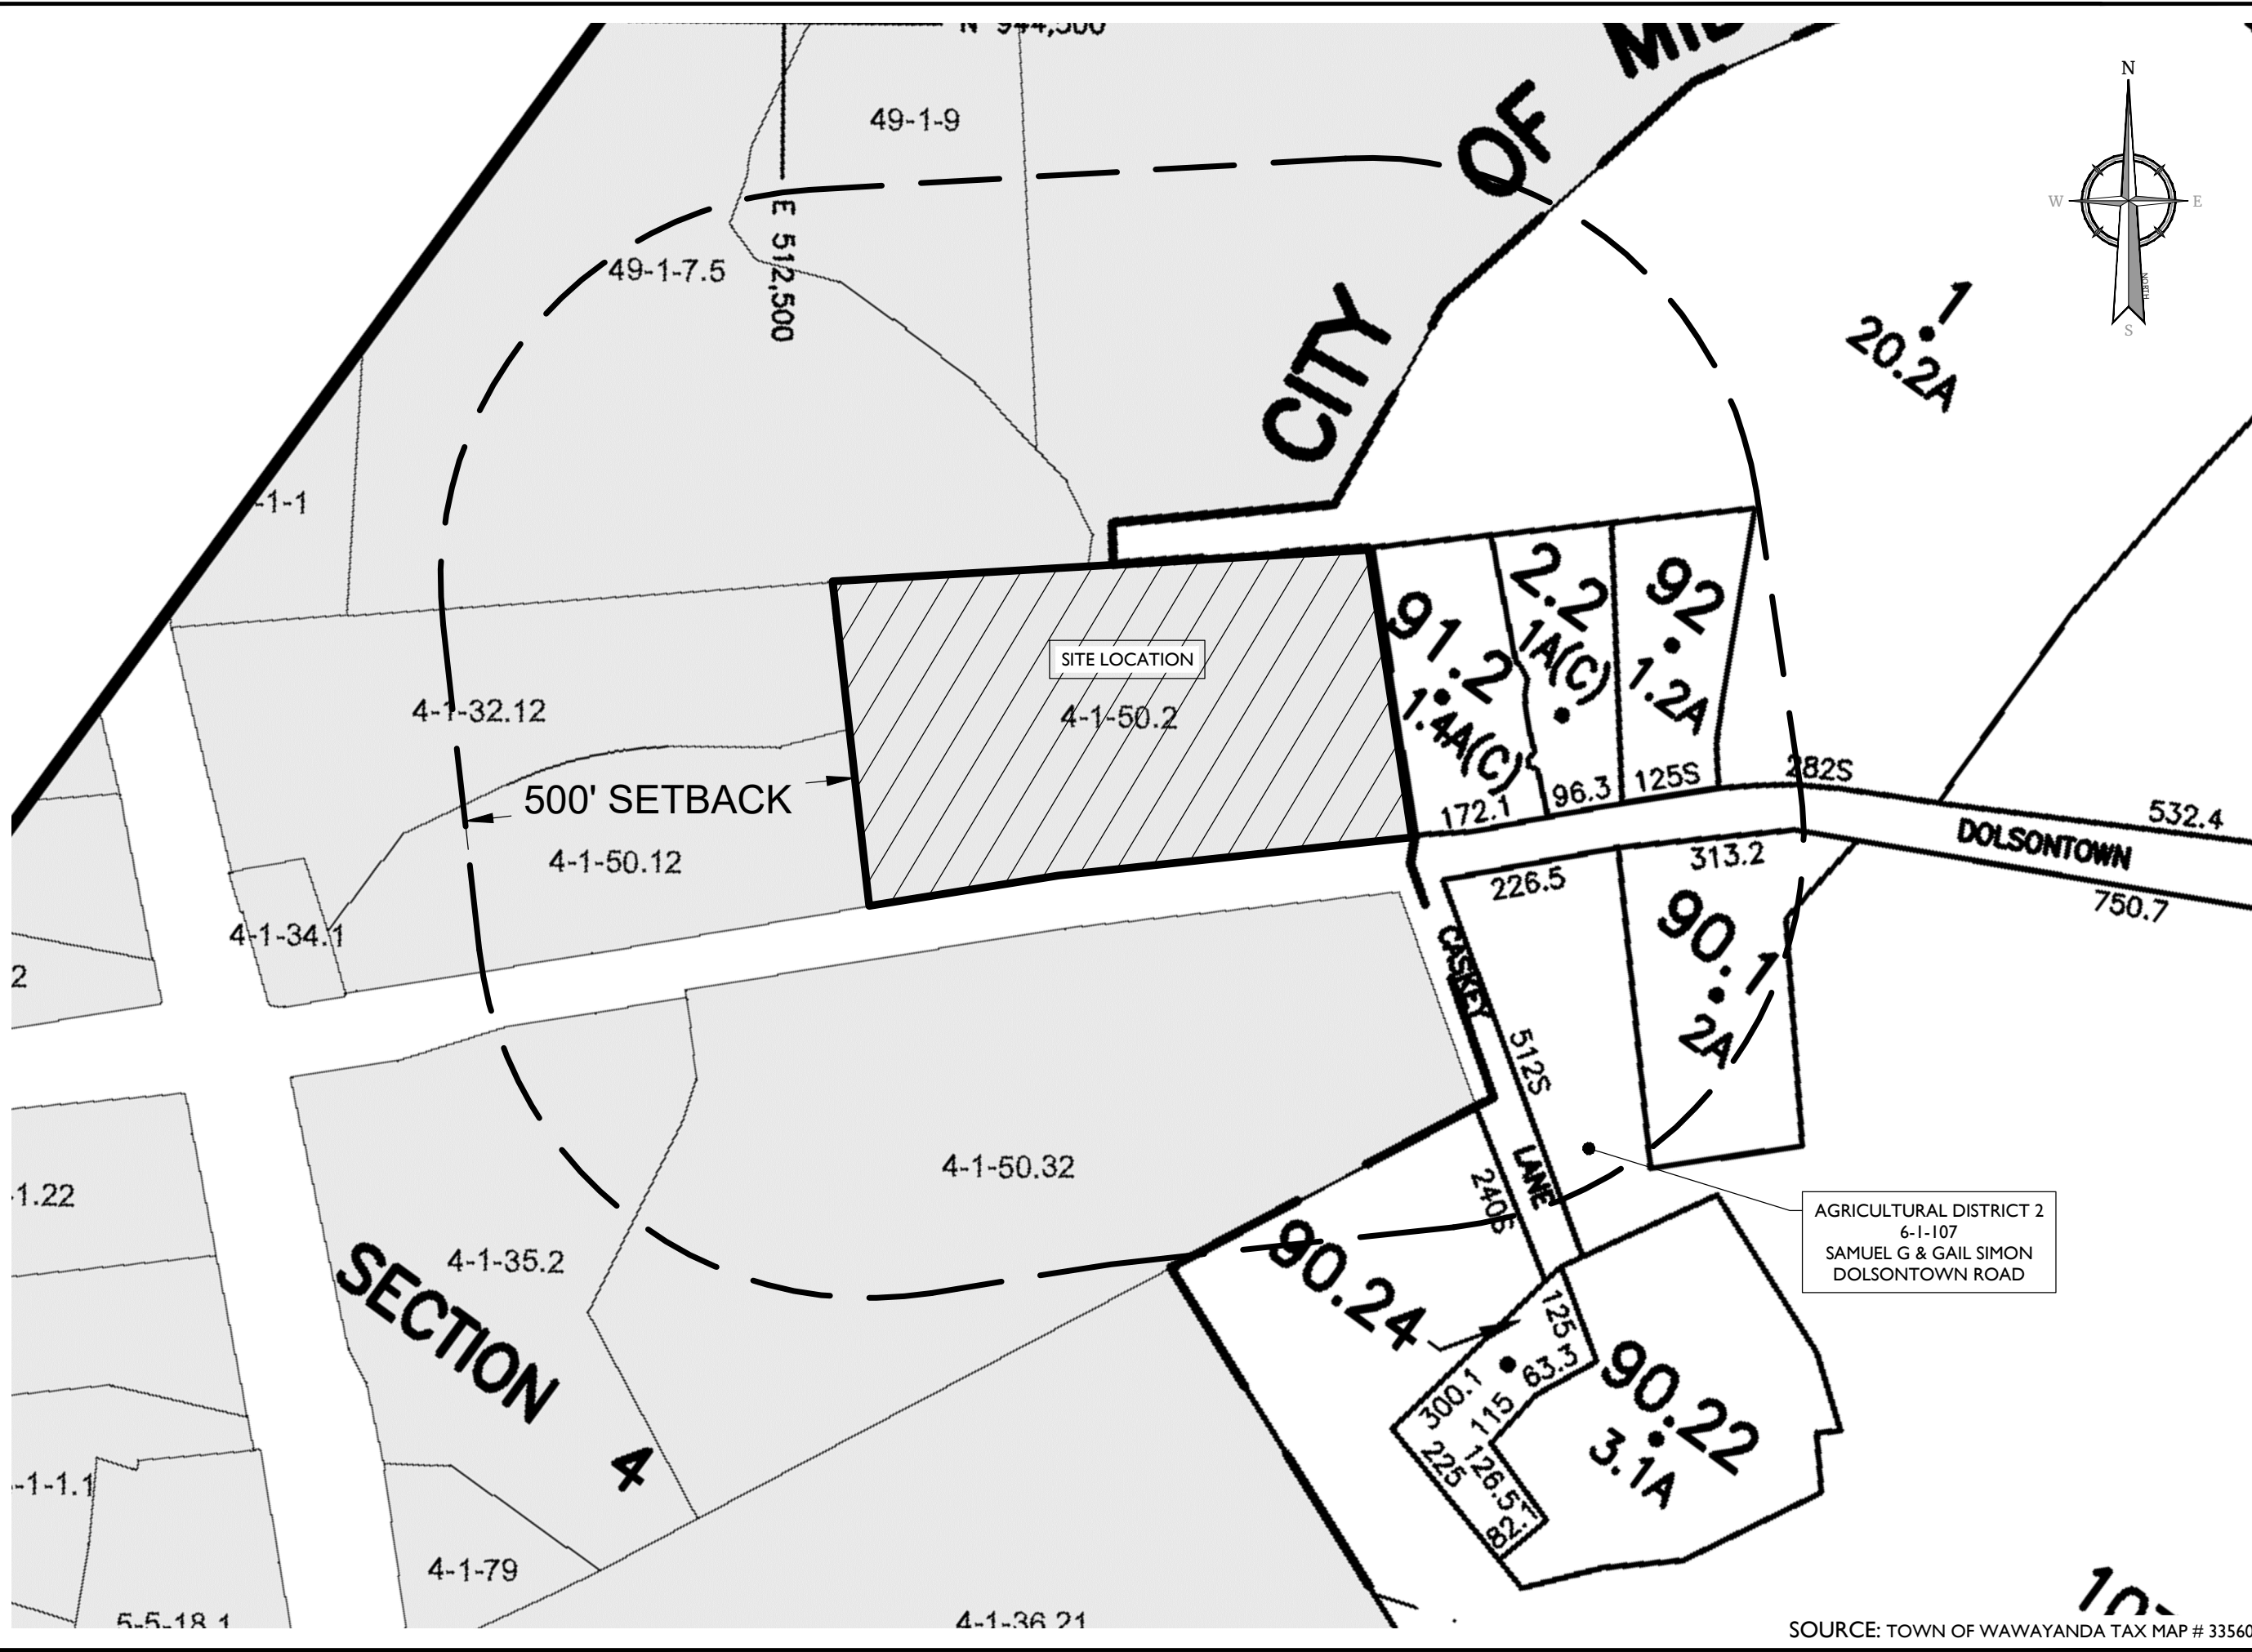 N 944,500
CITY OF
49-1-9
E 512,500
49-1-7.5
N
W
E
NORTH
S
1
20.2A
-1-1
SITE LOCATION
4-1-50.2
4-1-32.12
500' SETBACK
4-1-50.12
4-1-34.1
91.2
1.4A(C)
2.2
1A(C)
92
1.2A
172.1
96.3
125S
282S
532.4
DOLSONTOWN
750.7
226.5
313.2
90.1
2A
CASKEY LANE
512S
240S
2
4-1-50.32
-1.22
4-1-35.2
SECTION 4
AGRICULTURAL DISTRICT 2
6-1-107
SAMUEL G & GAIL SIMON
DOLSONTOWN ROAD
90.24
125
63.3
300.1
115
225
126.5
82.1
90.22
3.1A
-1-1.1
4-1-79
5-5-18.1
4-1-36.21
SOURCE: TOWN OF WAWAYANDA TAX MAP # 33560